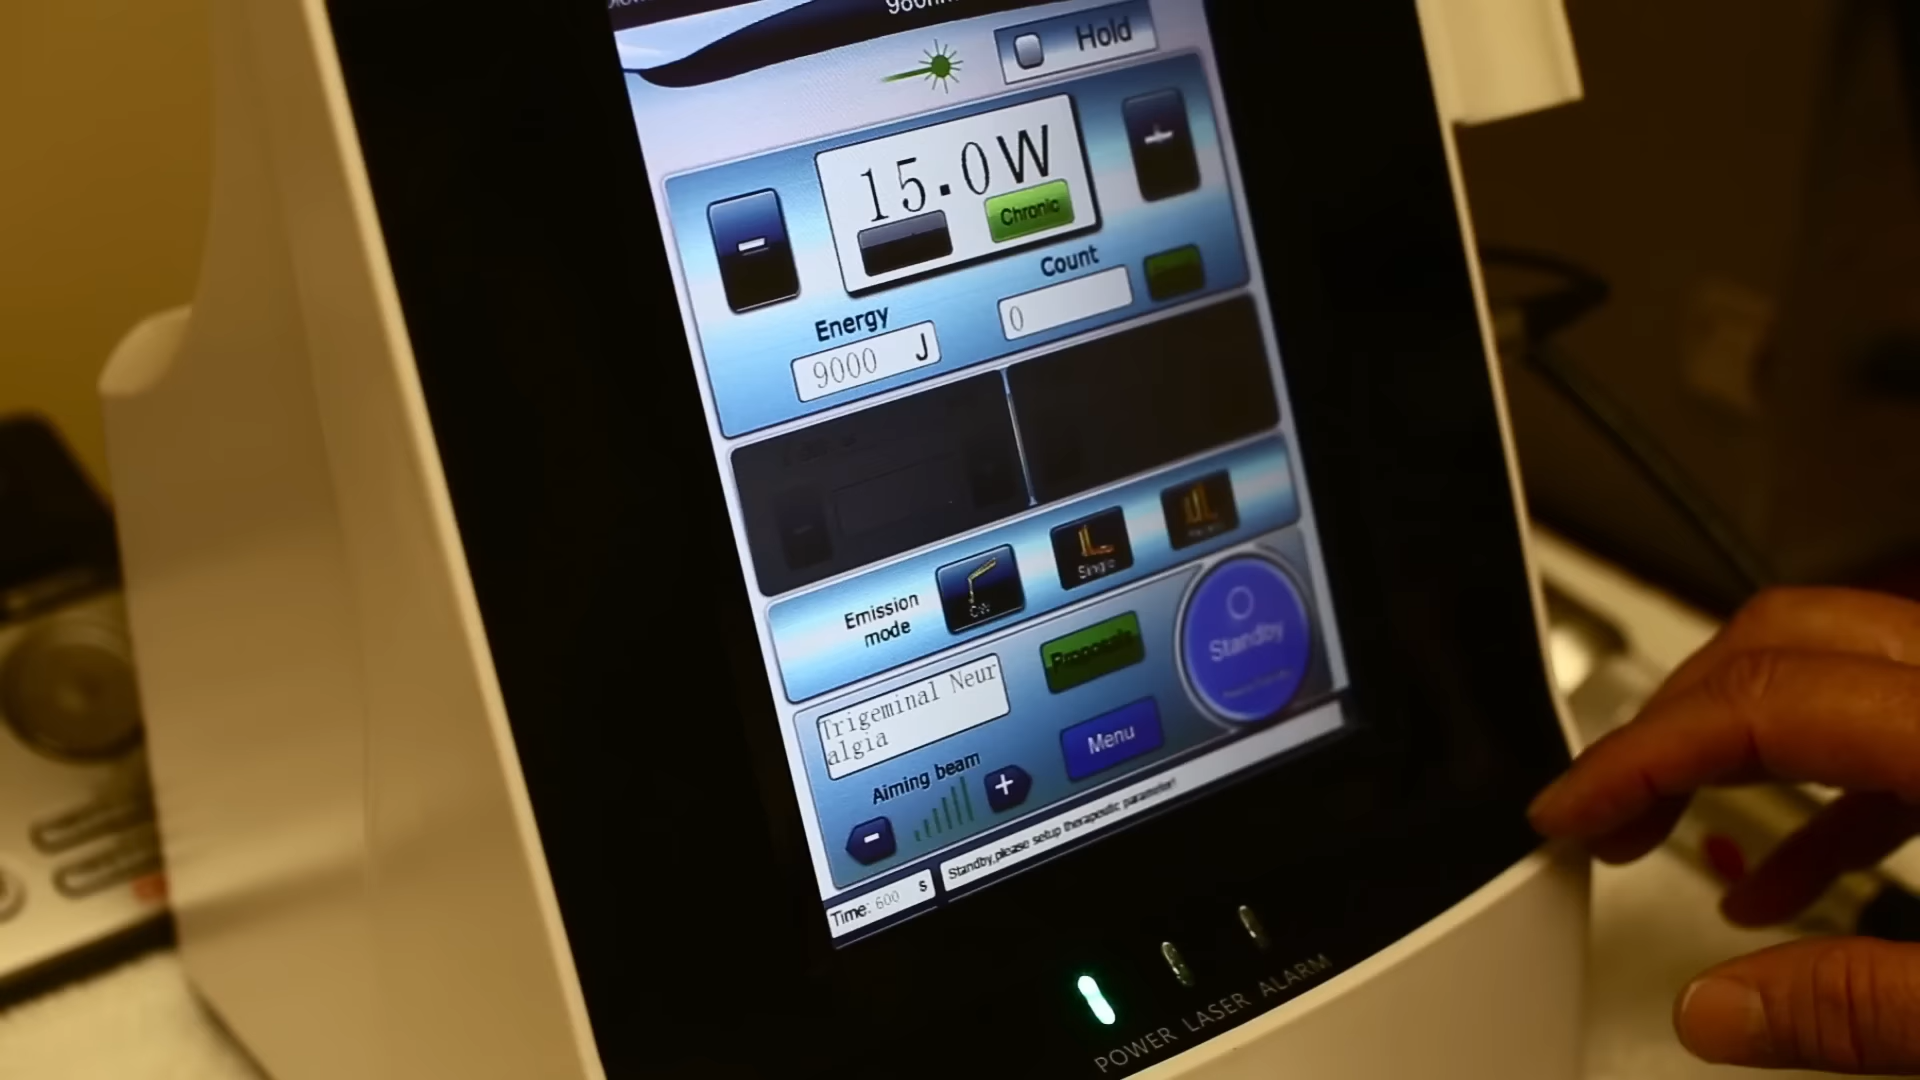 Hold
15.0W
Chronic
Count
0
Energy
9000 J
Emission
mode
CW
Single
Trigeminal Neur
algia
Proposals
Standby
Menu
Aiming beam
Time: 600 s
Standby,please setup therapeutic parameter!
POWER LASER ALARM